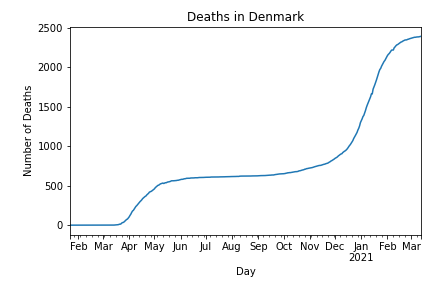 Deaths in Denmark
2500
2000
1500
1000
500
0
Number of Deaths
Feb Mar Apr May Jun Jul Aug Sep Oct Nov Dec Jan Feb Mar
2021
Day